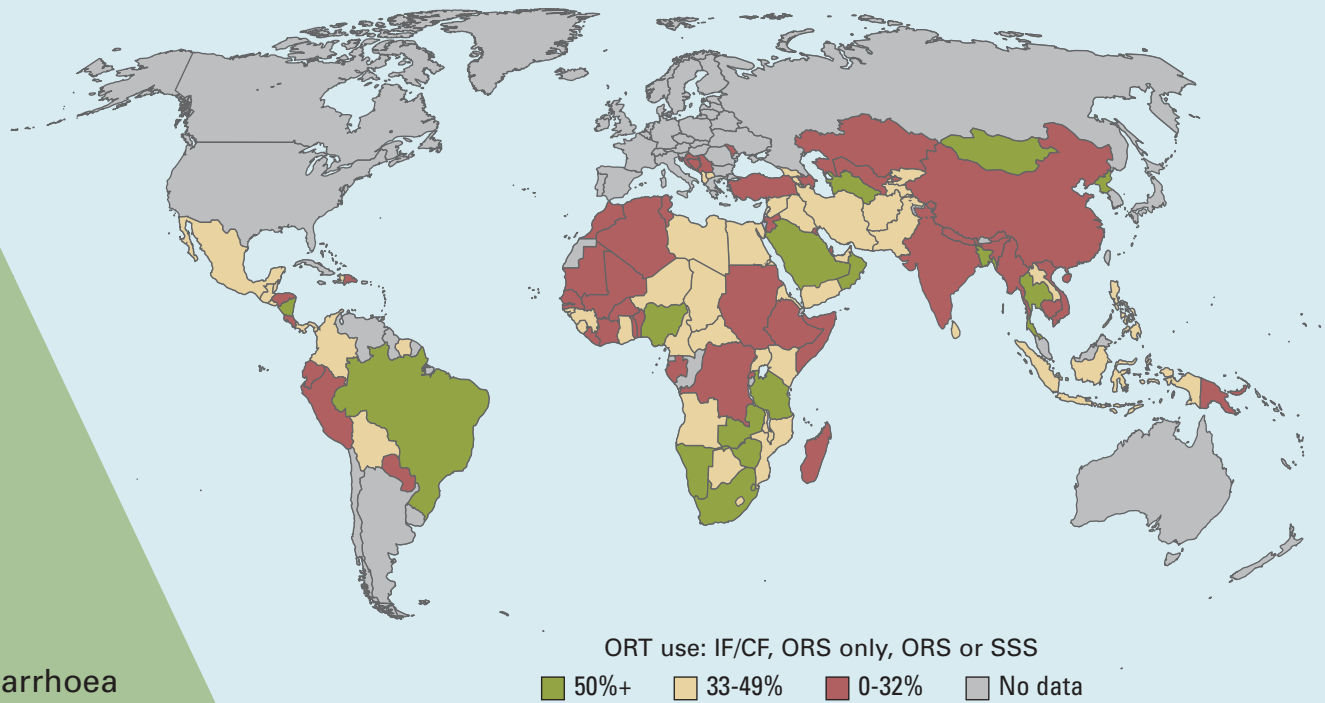 ORT use: IF/CF, ORS only, ORS or SSS
arrhoea
50%+ 33-49% 0-32% No data